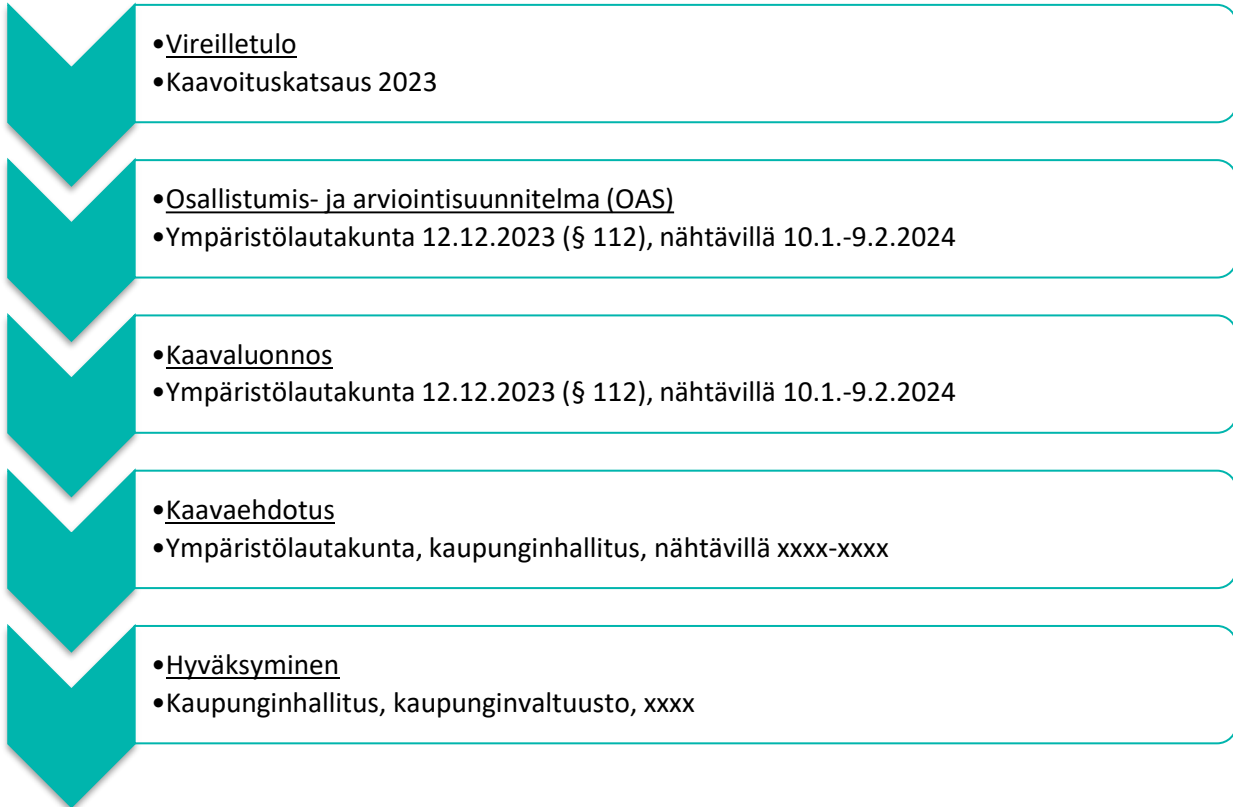 •Vireilletulo
•Kaavoituskatsaus 2023
•Osallistumis- ja arviointisuunnitelma (OAS)
•Ympäristölautakunta 12.12.2023 (§ 112), nähtävillä 10.1.-9.2.2024
•Kaavaluonnos
•Ympäristölautakunta 12.12.2023 (§ 112), nähtävillä 10.1.-9.2.2024
•Kaavaehdotus
•Ympäristölautakunta, kaupunginhallitus, nähtävillä xxxx-xxxx
•Hyväksyminen
•Kaupunginhallitus, kaupunginvaltuusto, xxxx